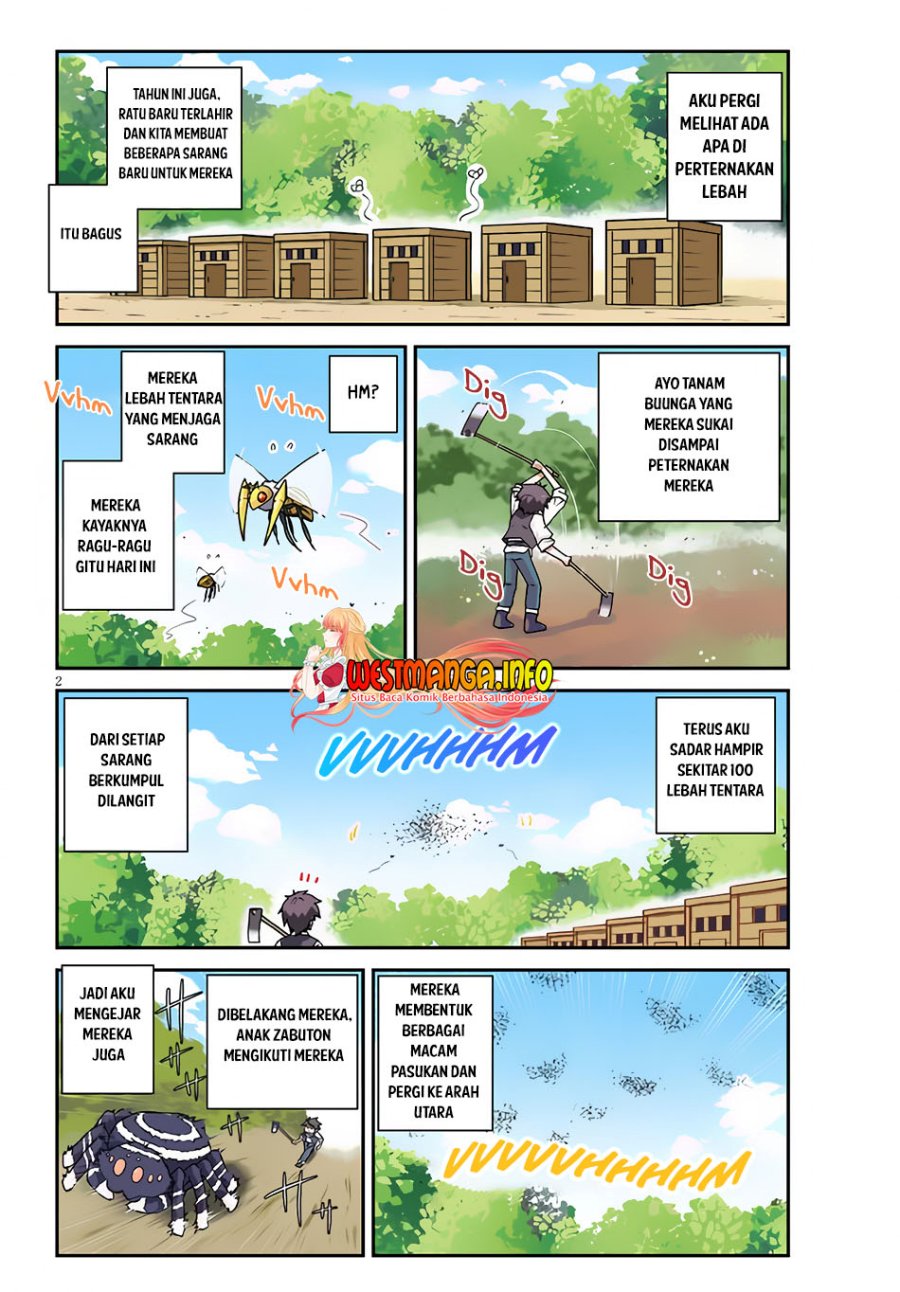 AKU PERGI
MELIHAT ADA
APA DI
PERTERNAKAN
LEBAH
TAHUN INI JUGA,
RATU BARU TERLAHIR
DAN KITA MEMBUAT
BEBERAPA SARANG
BARU UNTUK MEREKA
ITU BAGUS
AYO TANAM
BUUNGA YANG
MEREKA SUKAI
DISAMPAI
PETERNAKAN
MEREKA
Dig
Dig
Dig
HM?
Vvhm
MEREKA
LEBAH TENTARA
YANG MENJAGA
SARANG
Vvhm
MEREKA
KAYAKNYA
RAGU-RAGU
GITU HARI INI
Vvhm
2
WESTMANGA.INFO
Situs Baca Komik Berbahasa Indonesia
TERUS AKU
SADAR HAMPIR
SEKITAR 100
LEBAH TENTARA
VVVHHHM
DARI SETIAP
SARANG
BERKUMPUL
DILANGIT
MEREKA
MEMBENTUK
BERBAGAI
MACAM
PASUKAN DAN
PERGI KE ARAH
UTARA
VVVVVHHHHM
DIBELAKANG MEREKA,
ANAK ZABUTON
MENGIKUTI MEREKA
JADI AKU
MENGEJAR
MEREKA
JUGA